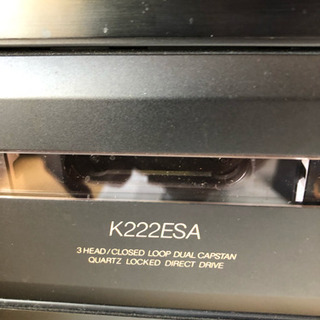 K222ESA
3 HEAD/CLOSED LOOP DUAL CAPSTAN
QUARTZ LOCKED DIRECT DRIVE